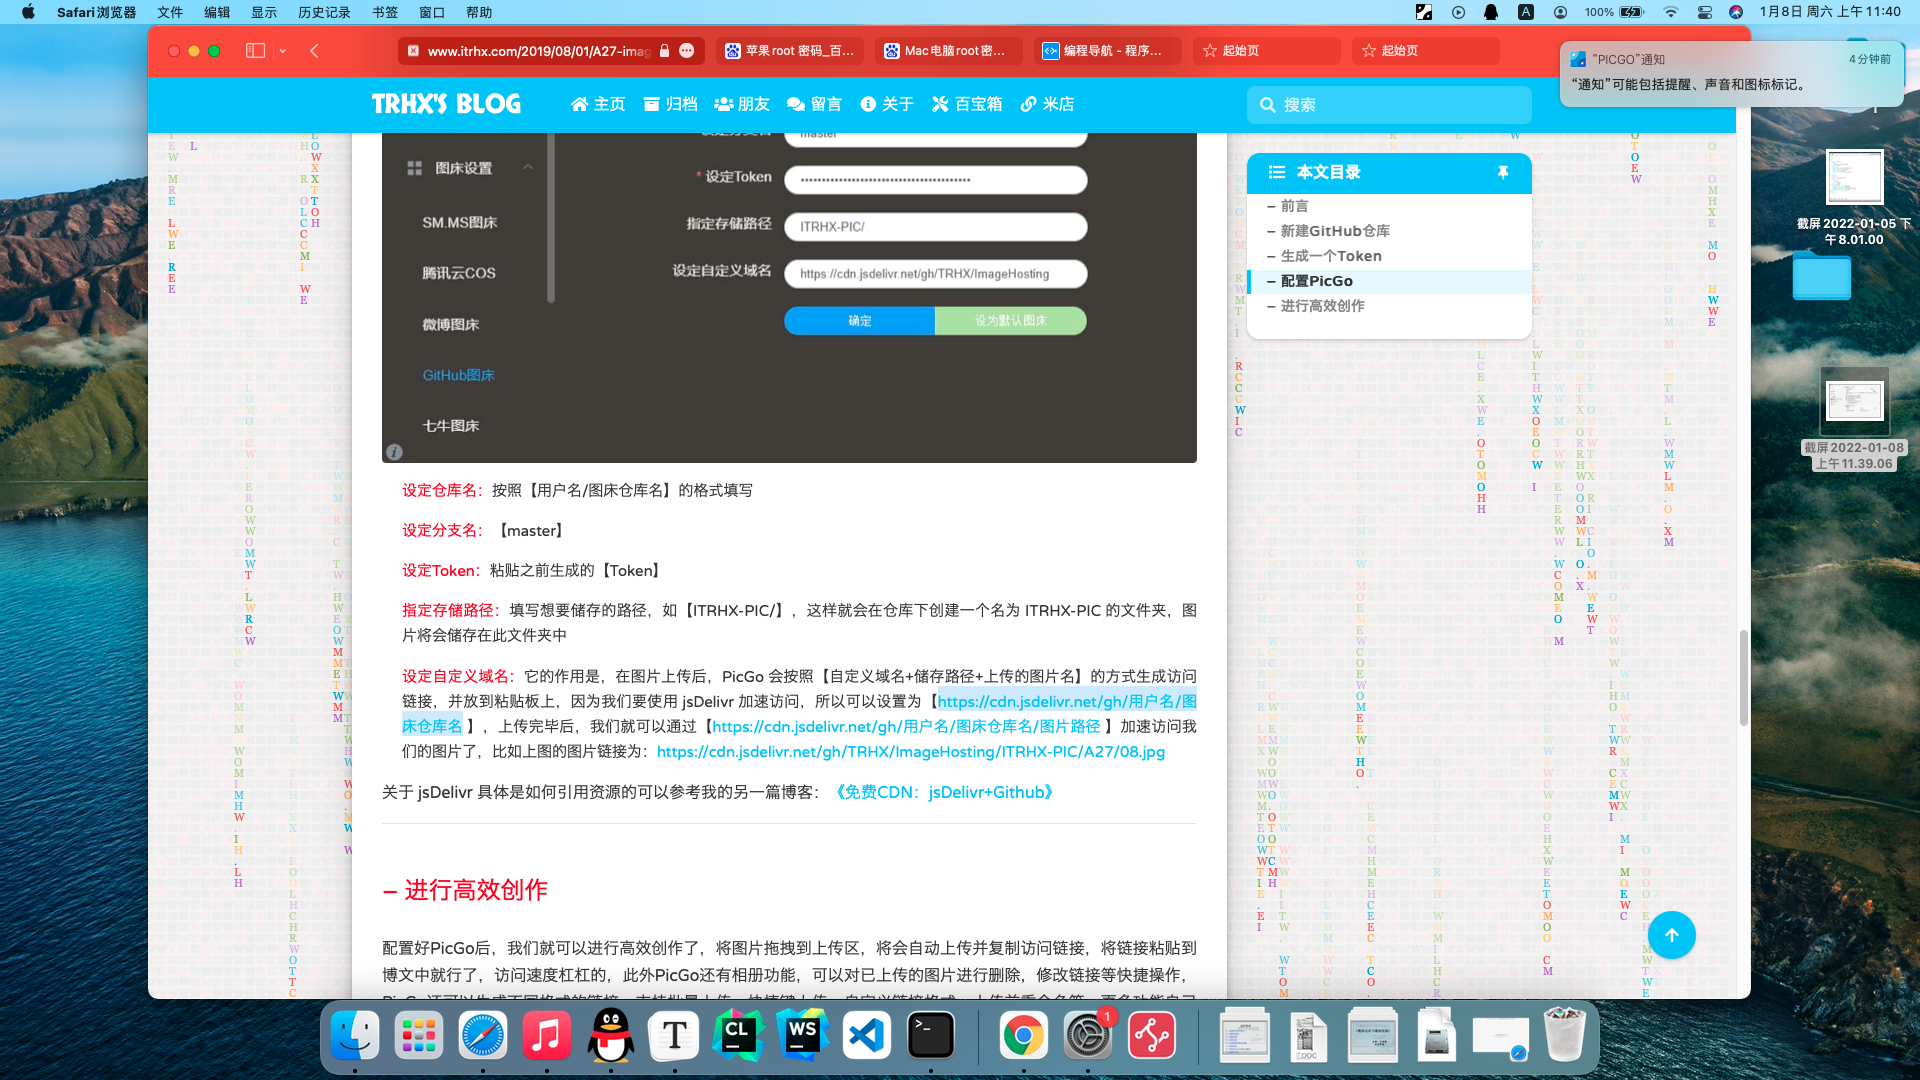 Safari浏览器 文件 编辑 显示 历史记录 书签 窗口 帮助
A 100% 1月8日 周六 上午11:40
www.itrhx.com/2019/08/01/A27-imag
苹果root 密码_百...
Mac电脑root密...
编程导航 - 程序...
起始页
起始页
“PICGO”通知 4分钟前
“通知”可能包括提醒、声音和图标标记。
TRHX'S BLOG 主页 归档 朋友 留言 关于 百宝箱 米店 搜索
master
图床设置
* 设定Token
SM.MS图床
指定存储路径 ITRHX-PIC/
腾讯云COS
设定自定义域名 https://cdn.jsdelivr.net/gh/TRHX/ImageHosting
微博图床
确定 设为默认图床
GitHub图床
七牛图床
本文目录
– 前言
– 新建GitHub仓库
– 生成一个Token
– 配置PicGo
– 进行高效创作
设定仓库名：按照【用户名/图床仓库名】的格式填写
设定分支名：【master】
设定Token：粘贴之前生成的【Token】
指定存储路径：填写想要储存的路径，如【ITRHX-PIC/】，这样就会在仓库下创建一个名为 ITRHX-PIC 的文件夹，图
片将会储存在此文件夹中
设定自定义域名：它的作用是，在图片上传后，PicGo 会按照【自定义域名+储存路径+上传的图片名】的方式生成访问
链接，并放到粘贴板上，因为我们要使用 jsDelivr 加速访问，所以可以设置为【https://cdn.jsdelivr.net/gh/用户名/图
床仓库名 】，上传完毕后，我们就可以通过【https://cdn.jsdelivr.net/gh/用户名/图床仓库名/图片路径 】加速访问我
们的图片了，比如上图的图片链接为：https://cdn.jsdelivr.net/gh/TRHX/ImageHosting/ITRHX-PIC/A27/08.jpg
关于 jsDelivr 具体是如何引用资源的可以参考我的另一篇博客：《免费CDN：jsDelivr+Github》
– 进行高效创作
配置好PicGo后，我们就可以进行高效创作了，将图片拖拽到上传区，将会自动上传并复制访问链接，将链接粘贴到
博文中就行了，访问速度杠杠的，此外PicGo还有相册功能，可以对已上传的图片进行删除，修改链接等快捷操作，
截屏2022-01-05 下
午8.01.00
截屏2022-01-08
上午11.39.06
T
CL
WS
>_
1
DOC